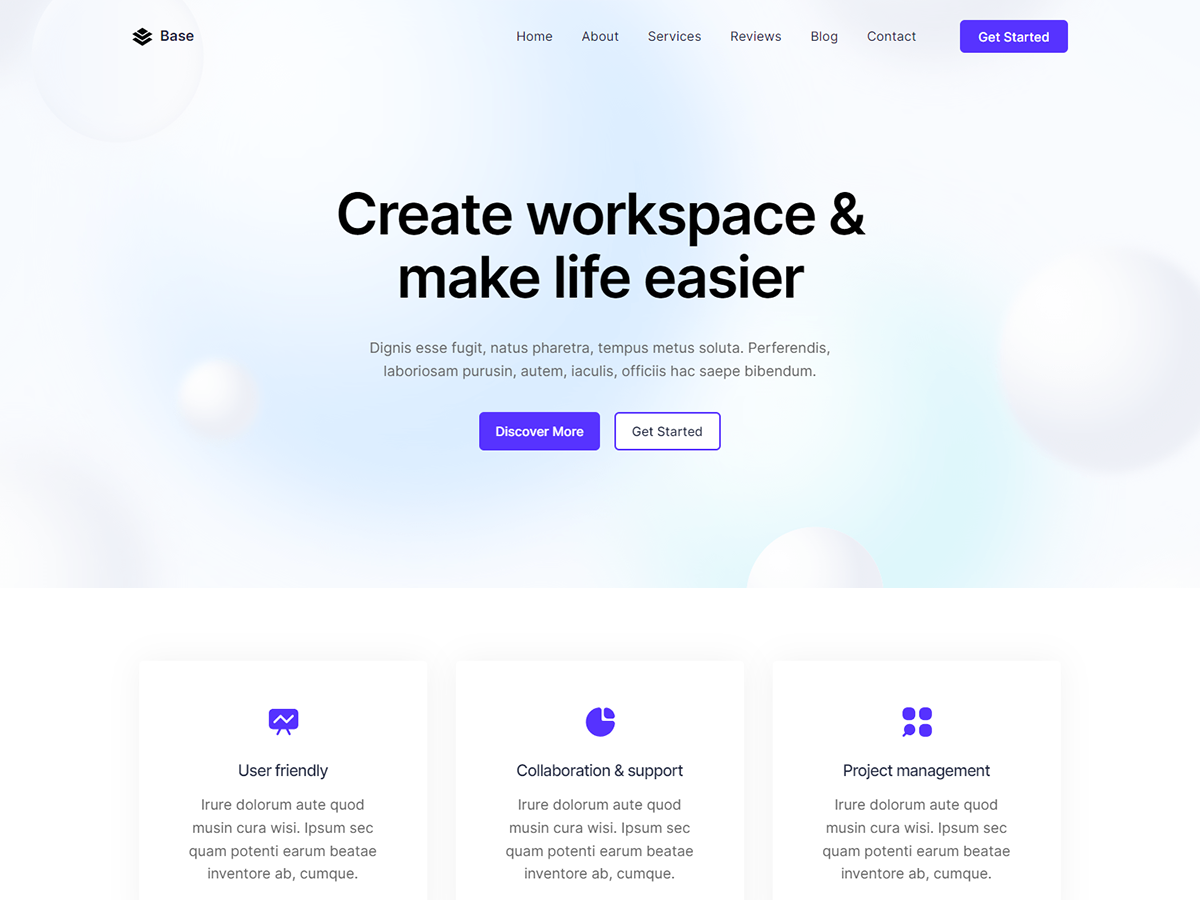 Base
Home About Services Reviews Blog Contact Get Started
Create workspace &
make life easier
Dignis esse fugit, natus pharetra, tempus metus soluta. Perferendis,
laboriosam purusin, autem, iaculis, officiis hac saepe bibendum.
Discover More Get Started
User friendly
Irure dolorum aute quod
musin cura wisi. Ipsum sec
quam potenti earum beatae
inventore ab, cumque.
Collaboration & support
Irure dolorum aute quod
musin cura wisi. Ipsum sec
quam potenti earum beatae
inventore ab, cumque.
Project management
Irure dolorum aute quod
musin cura wisi. Ipsum sec
quam potenti earum beatae
inventore ab, cumque.